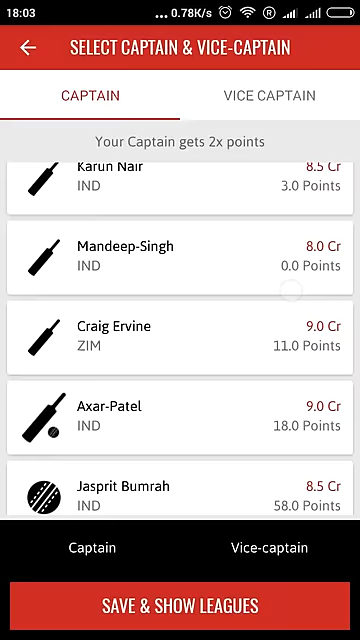 18:03
... 0.78K/s
R
SELECT CAPTAIN & VICE-CAPTAIN
CAPTAIN
VICE CAPTAIN
Your Captain gets 2x points
Karun Nair
8.5 Cr
IND
3.0 Points
Mandeep-Singh
8.0 Cr
IND
0.0 Points
Craig Ervine
9.0 Cr
ZIM
11.0 Points
Axar-Patel
9.0 Cr
IND
18.0 Points
Jasprit Bumrah
8.5 Cr
IND
58.0 Points
Captain
Vice-captain
SAVE & SHOW LEAGUES